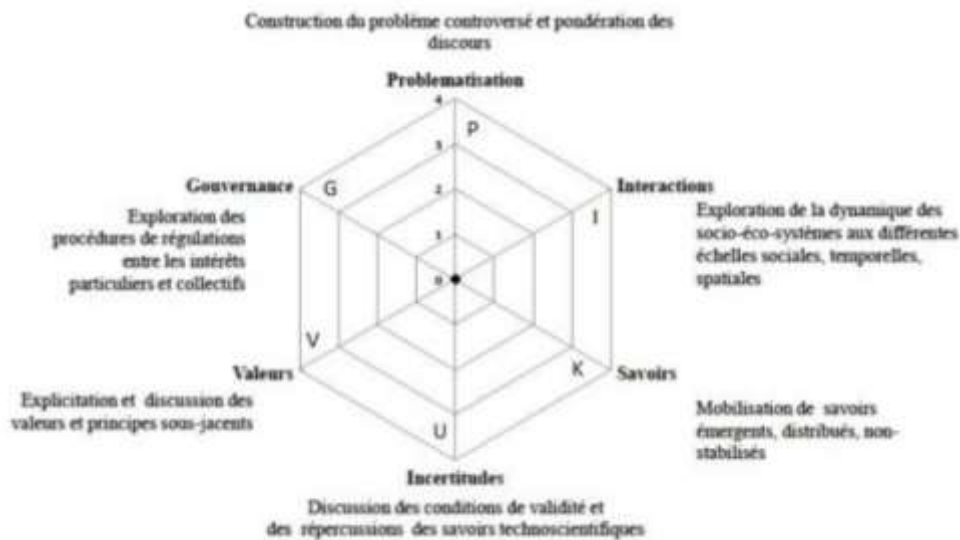 Construction du problème controversé et pondération des
discours
Problematisation
4
P
3
Gouvernance
G
2
Interactions
I
Exploration des
procédures de régulations
entre les intérêts
particuliers et collectifs
1
Exploration de la dynamique des
socio-éco-systèmes aux différentes
échelles sociales, temporelles,
spatiales
0
V
K
Valeurs
Savoirs
Explicitation et discussion des
valeurs et principes sous-jacents
Mobilisation de savoirs
émergents, distribués, non-
stabilisés
U
Incertitudes
Discussion des conditions de validité et
des répercussions des savoirs technoscientifiques